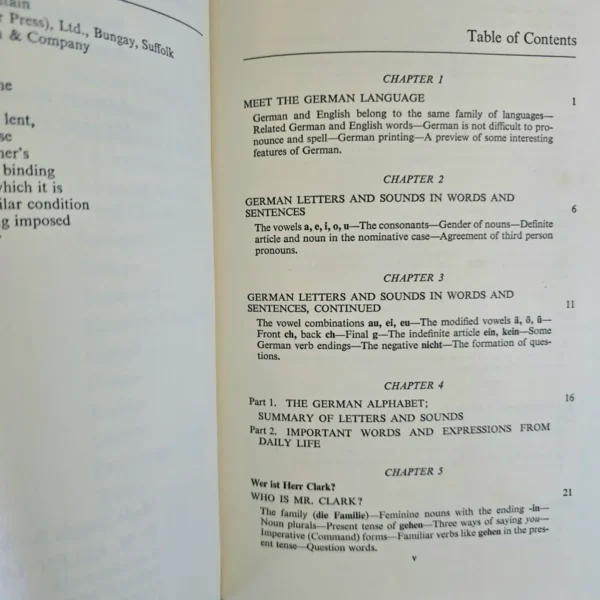 tain
r Press), Ltd., Bungay, Suffolk
& Company
ne
lent,
se
ner's
binding
which it is
ilar condition
g imposed
Table of Contents
CHAPTER 1
MEET THE GERMAN LANGUAGE 1
German and English belong to the same family of languages—
Related German and English words—German is not difficult to pro-
nounce and spell—German printing—A preview of some interesting
features of German.
CHAPTER 2
GERMAN LETTERS AND SOUNDS IN WORDS AND
SENTENCES 6
The vowels a, e, i, o, u—The consonants—Gender of nouns—Definite
article and noun in the nominative case—Agreement of third person
pronouns.
CHAPTER 3
GERMAN LETTERS AND SOUNDS IN WORDS AND
SENTENCES, CONTINUED 11
The vowel combinations au, ei, eu—The modified vowels ä, ö, ü—
Front ch, back ch—Final g—The indefinite article ein, kein—Some
German verb endings—The negative nicht—The formation of ques-
tions.
CHAPTER 4
Part 1. THE GERMAN ALPHABET; 16
SUMMARY OF LETTERS AND SOUNDS
Part 2. IMPORTANT WORDS AND EXPRESSIONS FROM
DAILY LIFE
CHAPTER 5
Wer ist Herr Clark?
WHO IS MR. CLARK? 21
The family (die Familie)—Feminine nouns with the ending -in—
Noun plurals—Present tense of gehen—Three ways of saying you—
Imperative (Command) forms—Familiar verbs like gehen in the pres-
ent tense—Question words.
v